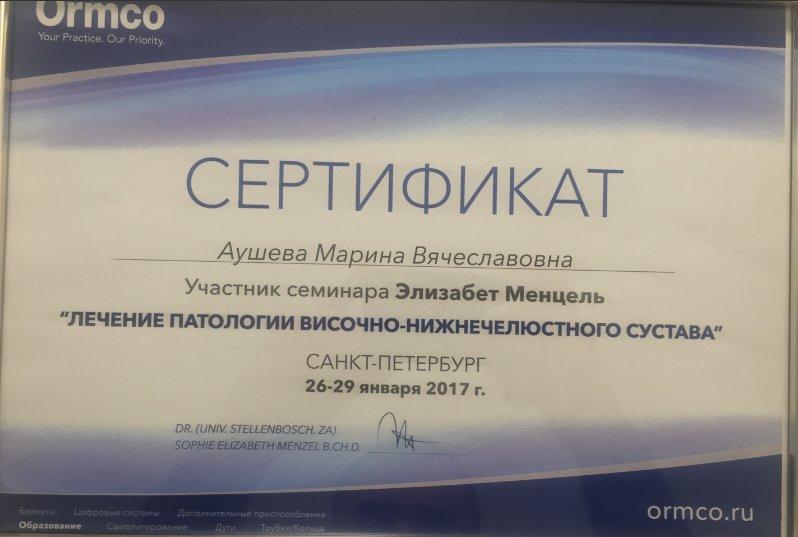 Ormco
Your Practice. Our Priority.
СЕРТИФИКАТ
Аушева Марина Вячеславовна
Участник семинара Элизабет Менцель
"ЛЕЧЕНИЕ ПАТОЛОГИИ ВИСОЧНО-НИЖНЕЧЕЛЮСТНОГО СУСТАВА"
САНКТ-ПЕТЕРБУРГ
26-29 января 2017 г.
DR. (UNIV. STELLENBOSCH. ZA)
SOPHIE ELIZABETH MENZEL B.CH.D.
Брекеты Цифровые системы Дополнительные приспособления
Образование Самолигирование Дуги Трубки/Кольца
ormco.ru